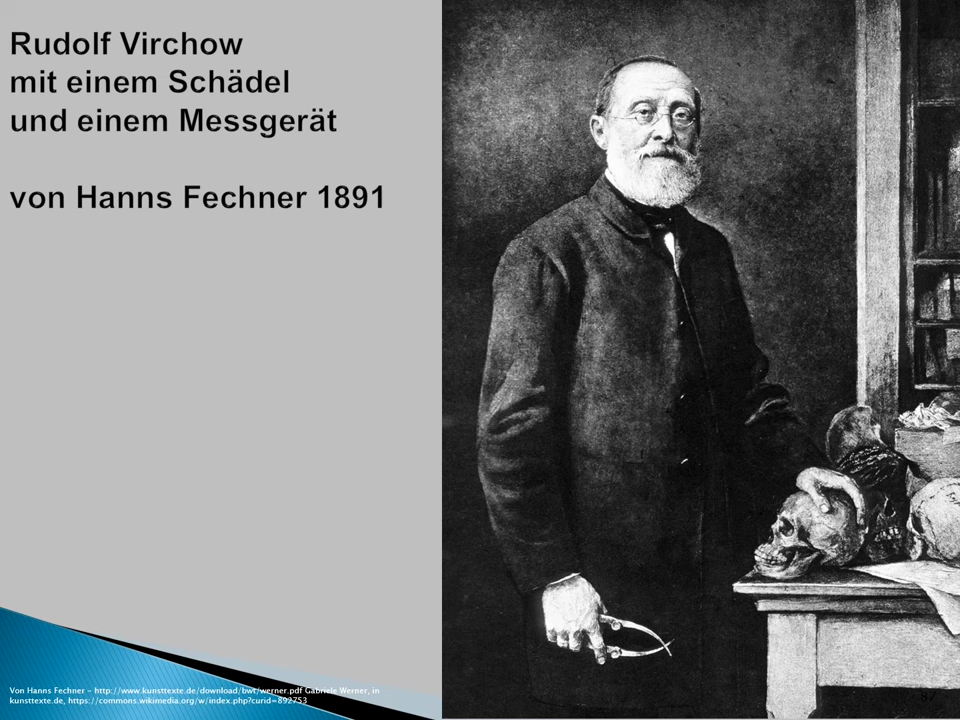 Rudolf Virchow
mit einem Schädel
und einem Messgerät
von Hanns Fechner 1891
Von Hanns Fechner - http://www.kunsttexte.de/download/bwt/werner.pdf Gabriele Werner, in
kunsttexte.de, https://commons.wikimedia.org/w/index.php?curid=892753